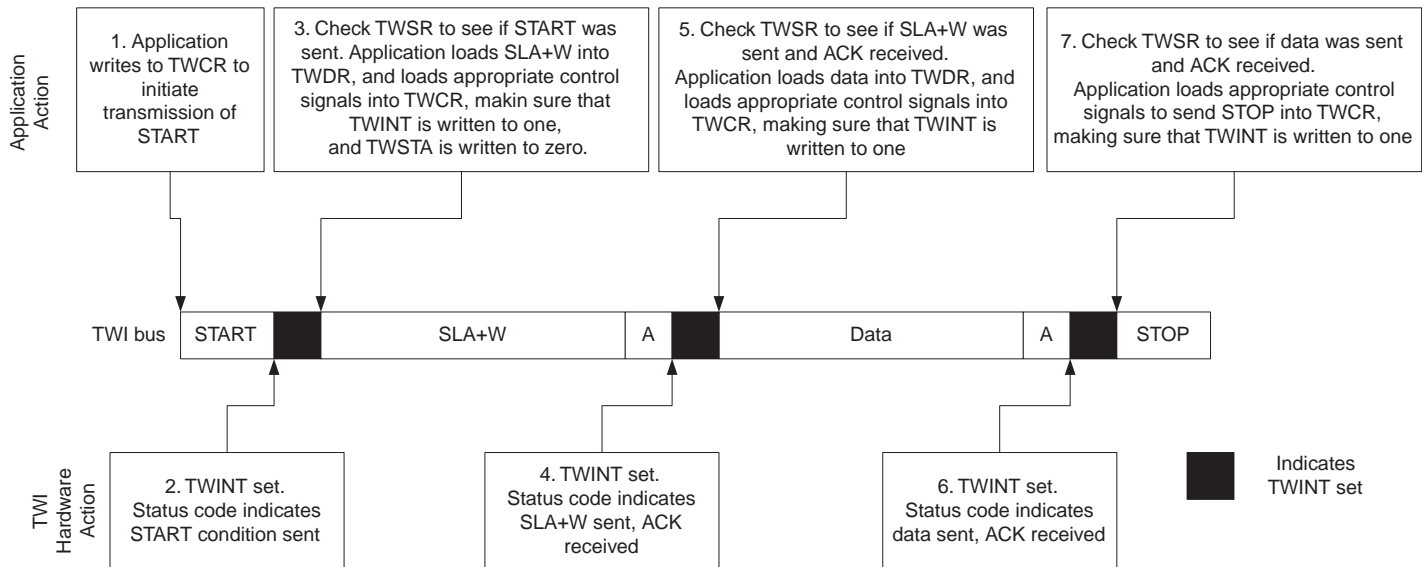 Application
Action
1. Application
writes to TWCR to
initiate
transmission of
START
3. Check TWSR to see if START was
sent. Application loads SLA+W into
TWDR, and loads appropriate control
signals into TWCR, makin sure that
TWINT is written to one,
and TWSTA is written to zero.
5. Check TWSR to see if SLA+W was
sent and ACK received.
Application loads data into TWDR, and
loads appropriate control signals into
TWCR, making sure that TWINT is
written to one
7. Check TWSR to see if data was sent
and ACK received.
Application loads appropriate control
signals to send STOP into TWCR,
making sure that TWINT is written to one
TWI bus
START
SLA+W
A
Data
A
STOP
TWI
Hardware
Action
2. TWINT set.
Status code indicates
START condition sent
4. TWINT set.
Status code indicates
SLA+W sent, ACK
received
6. TWINT set.
Status code indicates
data sent, ACK received
Indicates
TWINT set